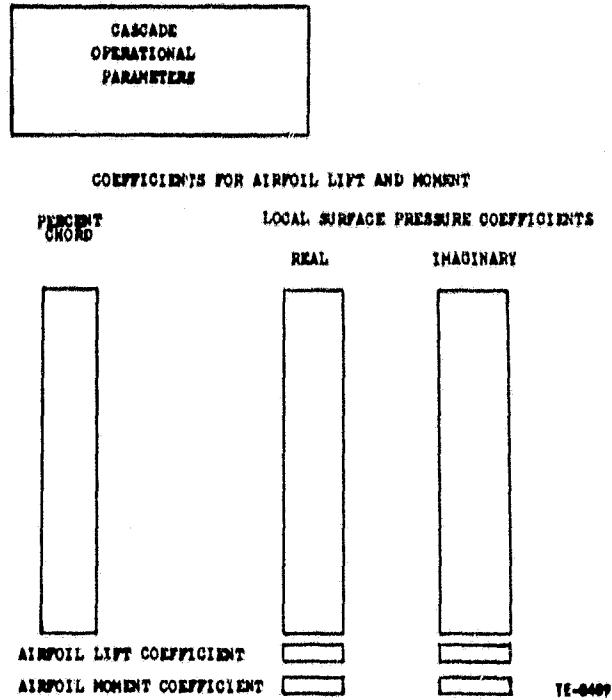 CASCADE
OPERATIONAL
PARAMETERS
COEFFICIENTS FOR AIRFOIL LIFT AND MOMENT
PERCENT
CHORD
LOCAL SURFACE PRESSURE COEFFICIENTS
REAL
IMAGINARY
AIRFOIL LIFT COEFFICIENT
AIRFOIL MOMENT COEFFICIENT